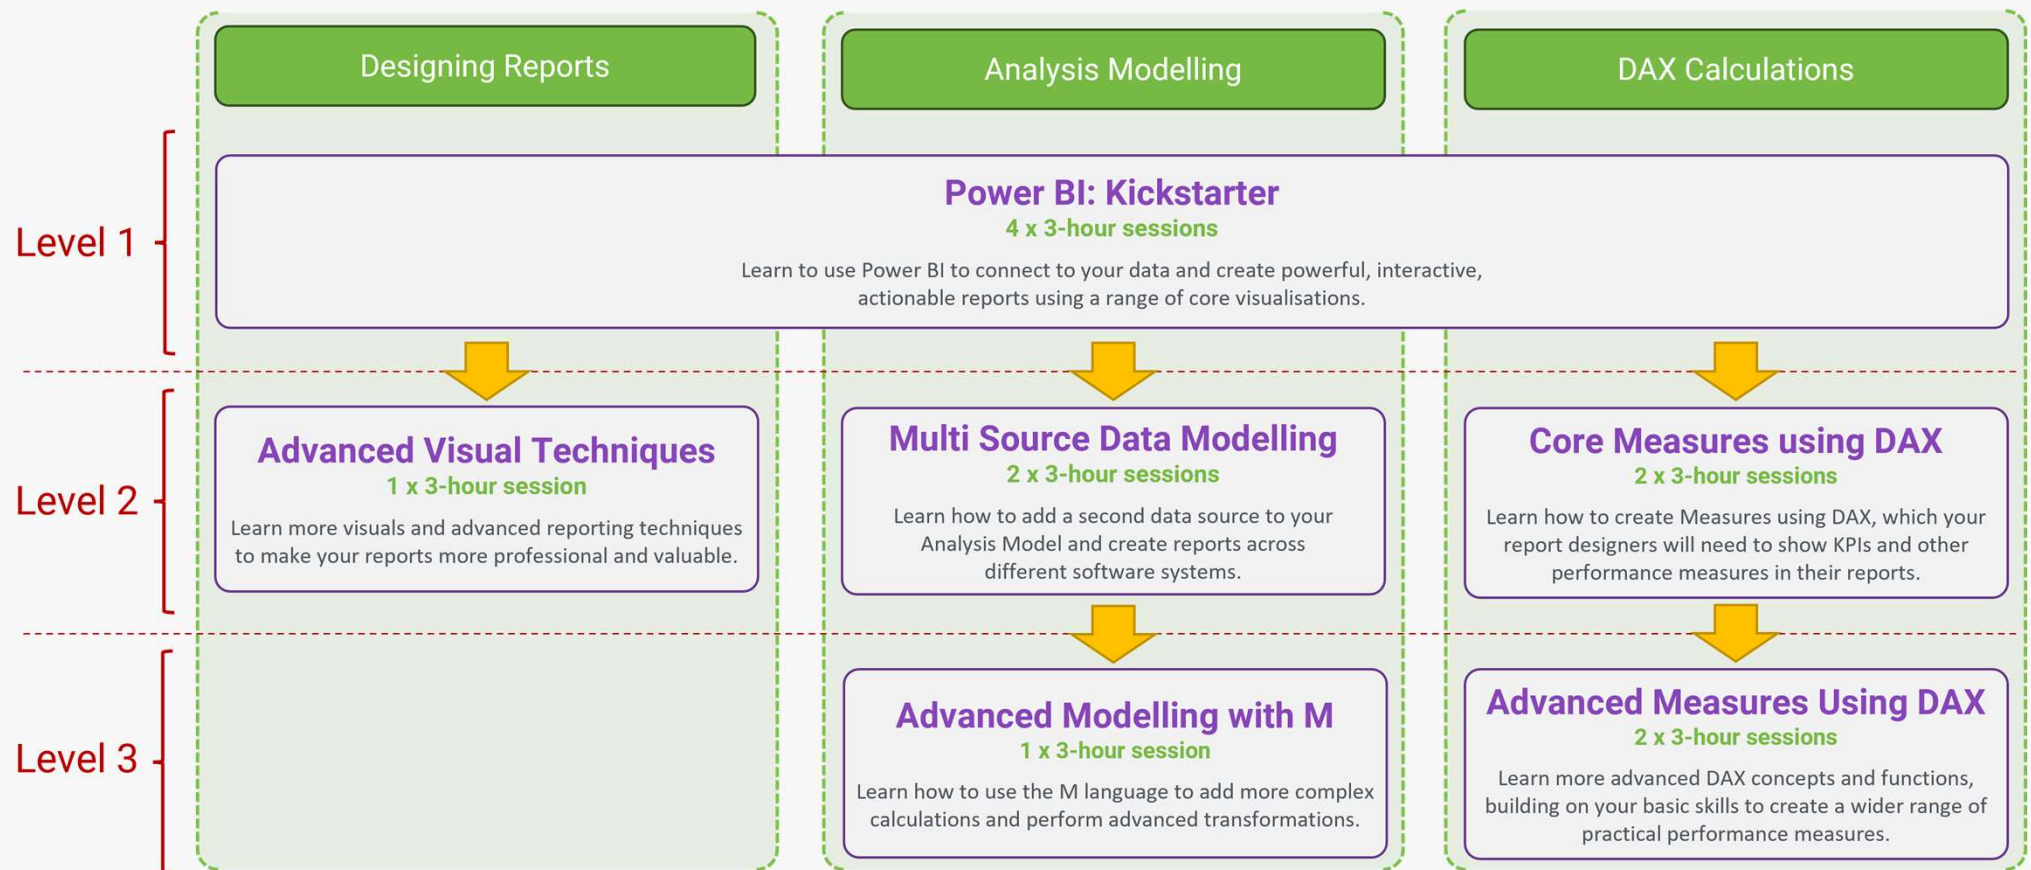 Designing Reports
Analysis Modelling
DAX Calculations
Level 1
Power BI: Kickstarter
4 x 3-hour sessions
Learn to use Power BI to connect to your data and create powerful, interactive,
actionable reports using a range of core visualisations.
Level 2
Advanced Visual Techniques
1 x 3-hour session
Learn more visuals and advanced reporting techniques
to make your reports more professional and valuable.
Multi Source Data Modelling
2 x 3-hour sessions
Learn how to add a second data source to your
Analysis Model and create reports across
different software systems.
Core Measures using DAX
2 x 3-hour sessions
Learn how to create Measures using DAX, which your
report designers will need to show KPIs and other
performance measures in their reports.
Level 3
Advanced Modelling with M
1 x 3-hour session
Learn how to use the M language to add more complex
calculations and perform advanced transformations.
Advanced Measures Using DAX
2 x 3-hour sessions
Learn more advanced DAX concepts and functions,
building on your basic skills to create a wider range of
practical performance measures.